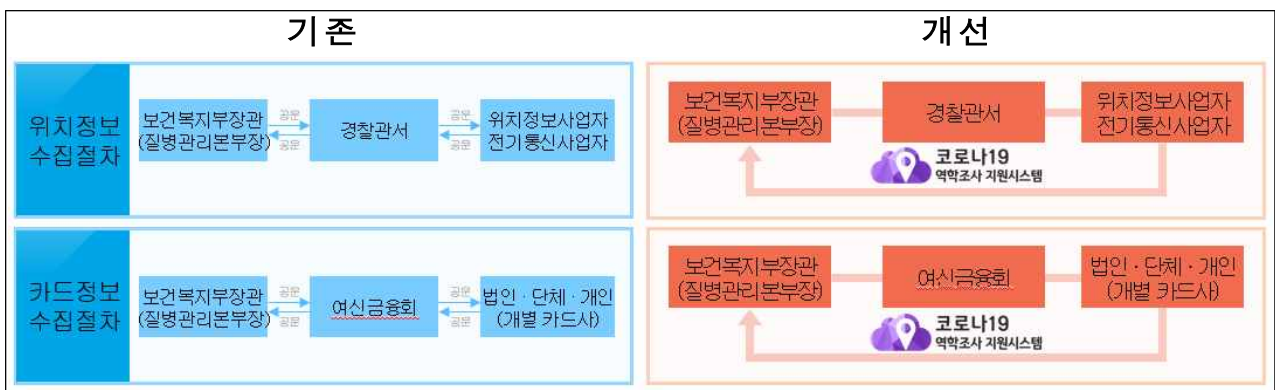 기존
개선
위치정보
수집절차
보건복지부장관
(질병관리본부장)
공문
공문
경찰관서
공문
공문
위치정보사업자
전기통신사업자
보건복지부장관
(질병관리본부장)
경찰관서
위치정보사업자
전기통신사업자
코로나19
역학조사 지원시스템
카드정보
수집절차
보건복지부장관
(질병관리본부장)
공문
공문
여신금융회
공문
공문
법인·단체·개인
(개별 카드사)
보건복지부장관
(질병관리본부장)
여신금융회
법인·단체·개인
(개별 카드사)
코로나19
역학조사 지원시스템